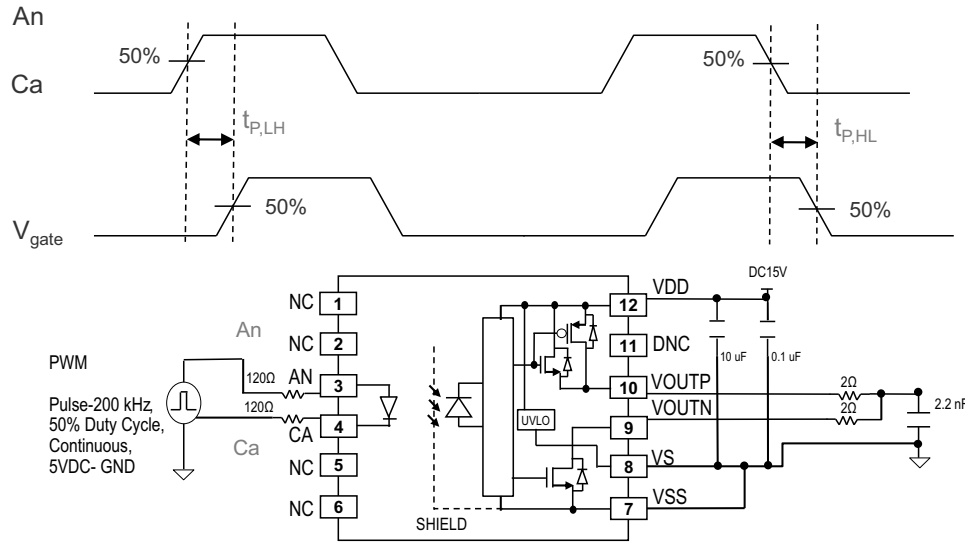 An
50%
50%
Ca
t P,LH
t P,HL
50%
50%
V gate
DC15V
NC 1
12 VDD
An
NC 2
11 DNC
10 uF
0.1 uF
PWM
120Ω
AN 3
10 VOUTP
2Ω
Pulse-200 kHz,
50% Duty Cycle,
Continuous,
5VDC- GND
120Ω
4
CA
UVLO
VOUTN
9
2Ω
2.2 nF
Ca
NC 5
8 VS
NC 6
7 VSS
SHIELD